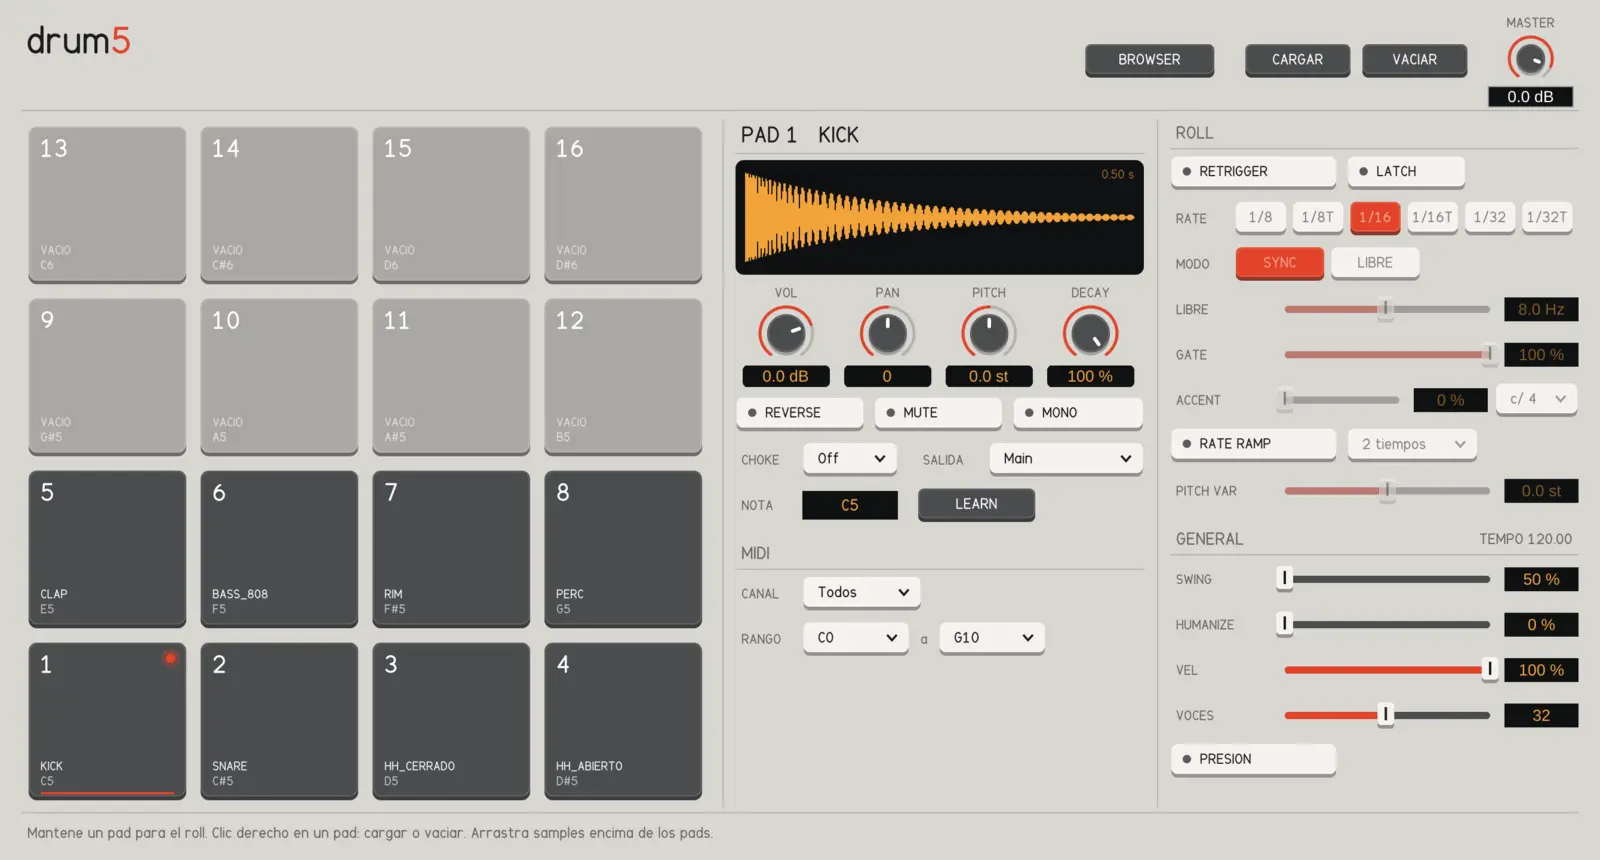 drum5
BROWSER
CARGAR
VACIAR
MASTER
0.0 dB
13
VACIO
C6
14
VACIO
C#6
15
VACIO
D6
16
VACIO
D#6
9
VACIO
G#5
10
VACIO
A5
11
VACIO
A#5
12
VACIO
B5
5
CLAP
E5
6
BASS_808
F5
7
RIM
F#5
8
PERC
G5
1
KICK
C5
2
SNARE
C#5
3
HH_CERRADO
D5
4
HH_ABIERTO
D#5
PAD 1 KICK
0.50 s
VOL PAN PITCH DECAY
0.0 dB 0 0.0 st 100 %
REVERSE MUTE MONO
CHOKE Off SALIDA Main
NOTA C5 LEARN
MIDI
CANAL Todos
RANGO C0 a G10
ROLL
RETRIGGER LATCH
RATE 1/8 1/8T 1/16 1/16T 1/32 1/32T
MODO SYNC LIBRE
LIBRE 8.0 Hz
GATE 100 %
ACCENT 0 % c/ 4
RATE RAMP 2 tiempos
PITCH VAR 0.0 st
GENERAL TEMPO 120.00
SWING 50 %
HUMANIZE 0 %
VEL 100 %
VOCES 32
PRESION
Mantene un pad para el roll. Clic derecho en un pad: cargar o vaciar. Arrastra samples encima de los pads.